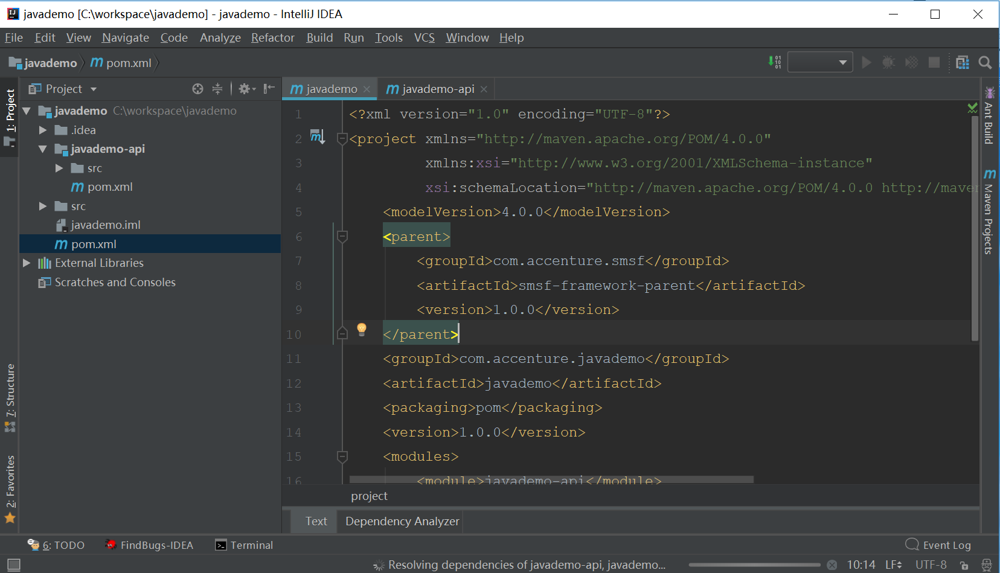 javademo [C:\workspace\javademo] - javademo - IntelliJ IDEA
File Edit View Navigate Code Analyze Refactor Build Run Tools VCS Window Help
javademo pom.xml
Project
javademo
javademo-api
1: Project
7: Structure
2: Favorites
javademo C:\workspace\javademo
.idea
javademo-api
src
pom.xml
src
javademo.iml
pom.xml
External Libraries
Scratches and Consoles
1 <?xml version="1.0" encoding="UTF-8"?>
2 <project xmlns="http://maven.apache.org/POM/4.0.0"
3 xmlns:xsi="http://www.w3.org/2001/XMLSchema-instance"
4 xsi:schemaLocation="http://maven.apache.org/POM/4.0.0 http://maven
5 <modelVersion>4.0.0</modelVersion>
6 <parent>
7 <groupId>com.accenture.smsf</groupId>
8 <artifactId>smsf-framework-parent</artifactId>
9 <version>1.0.0</version>
10 </parent>
11 <groupId>com.accenture.javademo</groupId>
12 <artifactId>javademo</artifactId>
13 <packaging>pom</packaging>
14 <version>1.0.0</version>
15 <modules>
16 <module>javademo-api</module>
Ant Build
Maven Projects
project
Text Dependency Analyzer
6: TODO FindBugs-IDEA Terminal Event Log
Resolving dependencies of javademo-api, javademo... 10:14 LF UTF-8